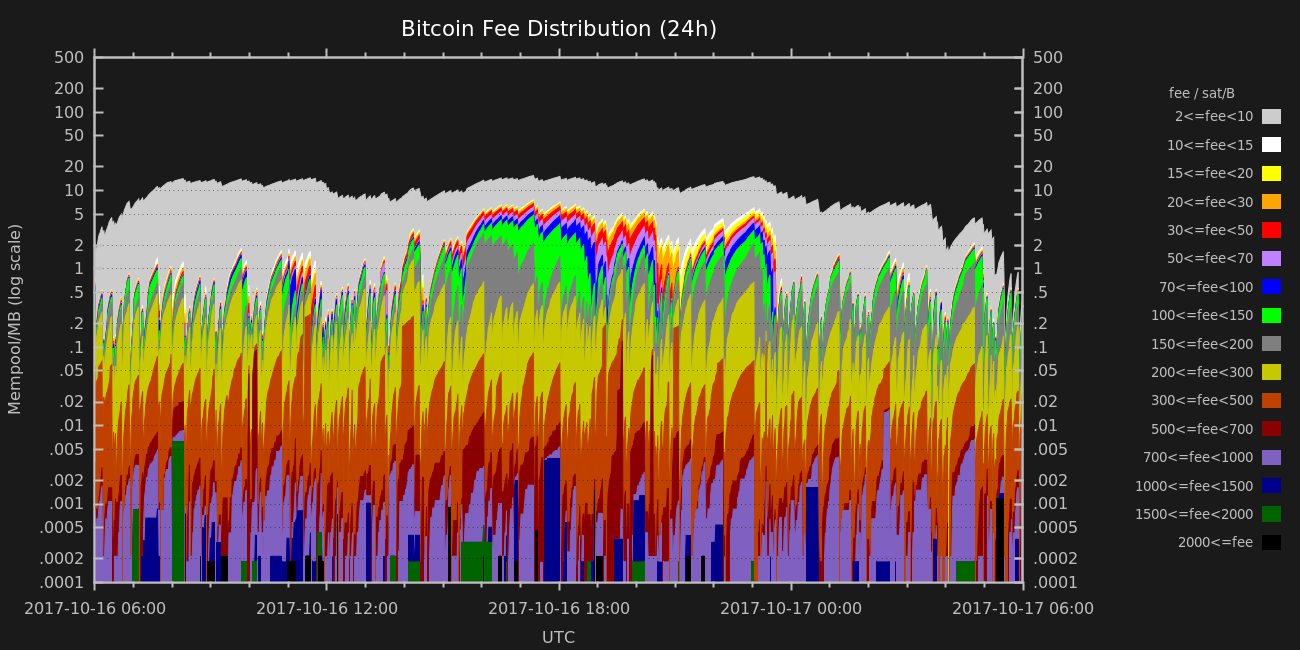 Bitcoin Fee Distribution (24h)
500
200
100
50
20
10
5
2
1
.5
.2
.1
.05
.02
.01
.005
.002
.001
.0005
.0002
.0001
Mempool/MB (log scale)
500
200
100
50
20
10
5
2
1
.5
.2
.1
.05
.02
.01
.005
.002
.001
.0005
.0002
.0001
2017-10-16 06:00
2017-10-16 12:00
2017-10-16 18:00
2017-10-17 00:00
2017-10-17 06:00
UTC
fee / sat/B
2<=fee<10
10<=fee<15
15<=fee<20
20<=fee<30
30<=fee<50
50<=fee<70
70<=fee<100
100<=fee<150
150<=fee<200
200<=fee<300
300<=fee<500
500<=fee<700
700<=fee<1000
1000<=fee<1500
1500<=fee<2000
2000<=fee